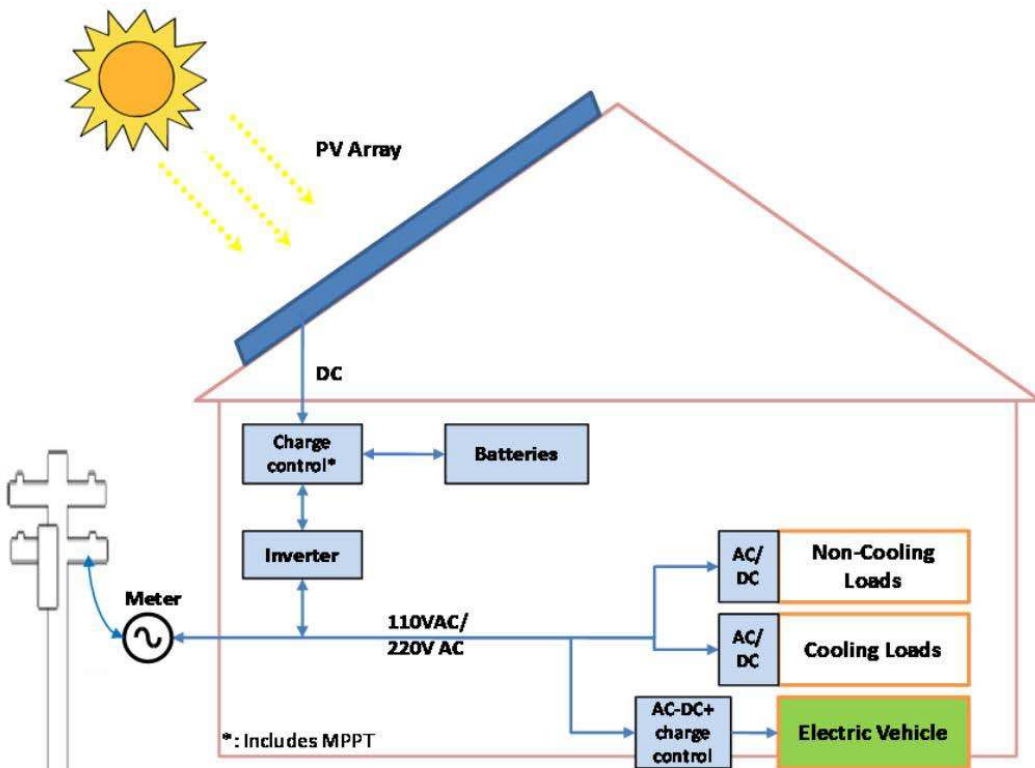 PV Array
DC
Charge
control*
Batteries
Inverter
Meter
110VAC/
220V AC
AC/
DC
Non-Cooling
Loads
AC/
DC
Cooling Loads
AC-DC+
charge
control
Electric Vehicle
*: Includes MPPT